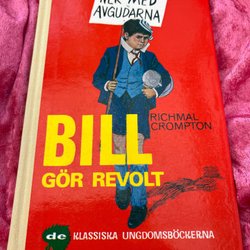 NER MED
AVGUDARNA
RICHMAL
CROMPTON
BILL
GÖR REVOLT
de KLASSISKA UNGDOMSBÖCKERNA